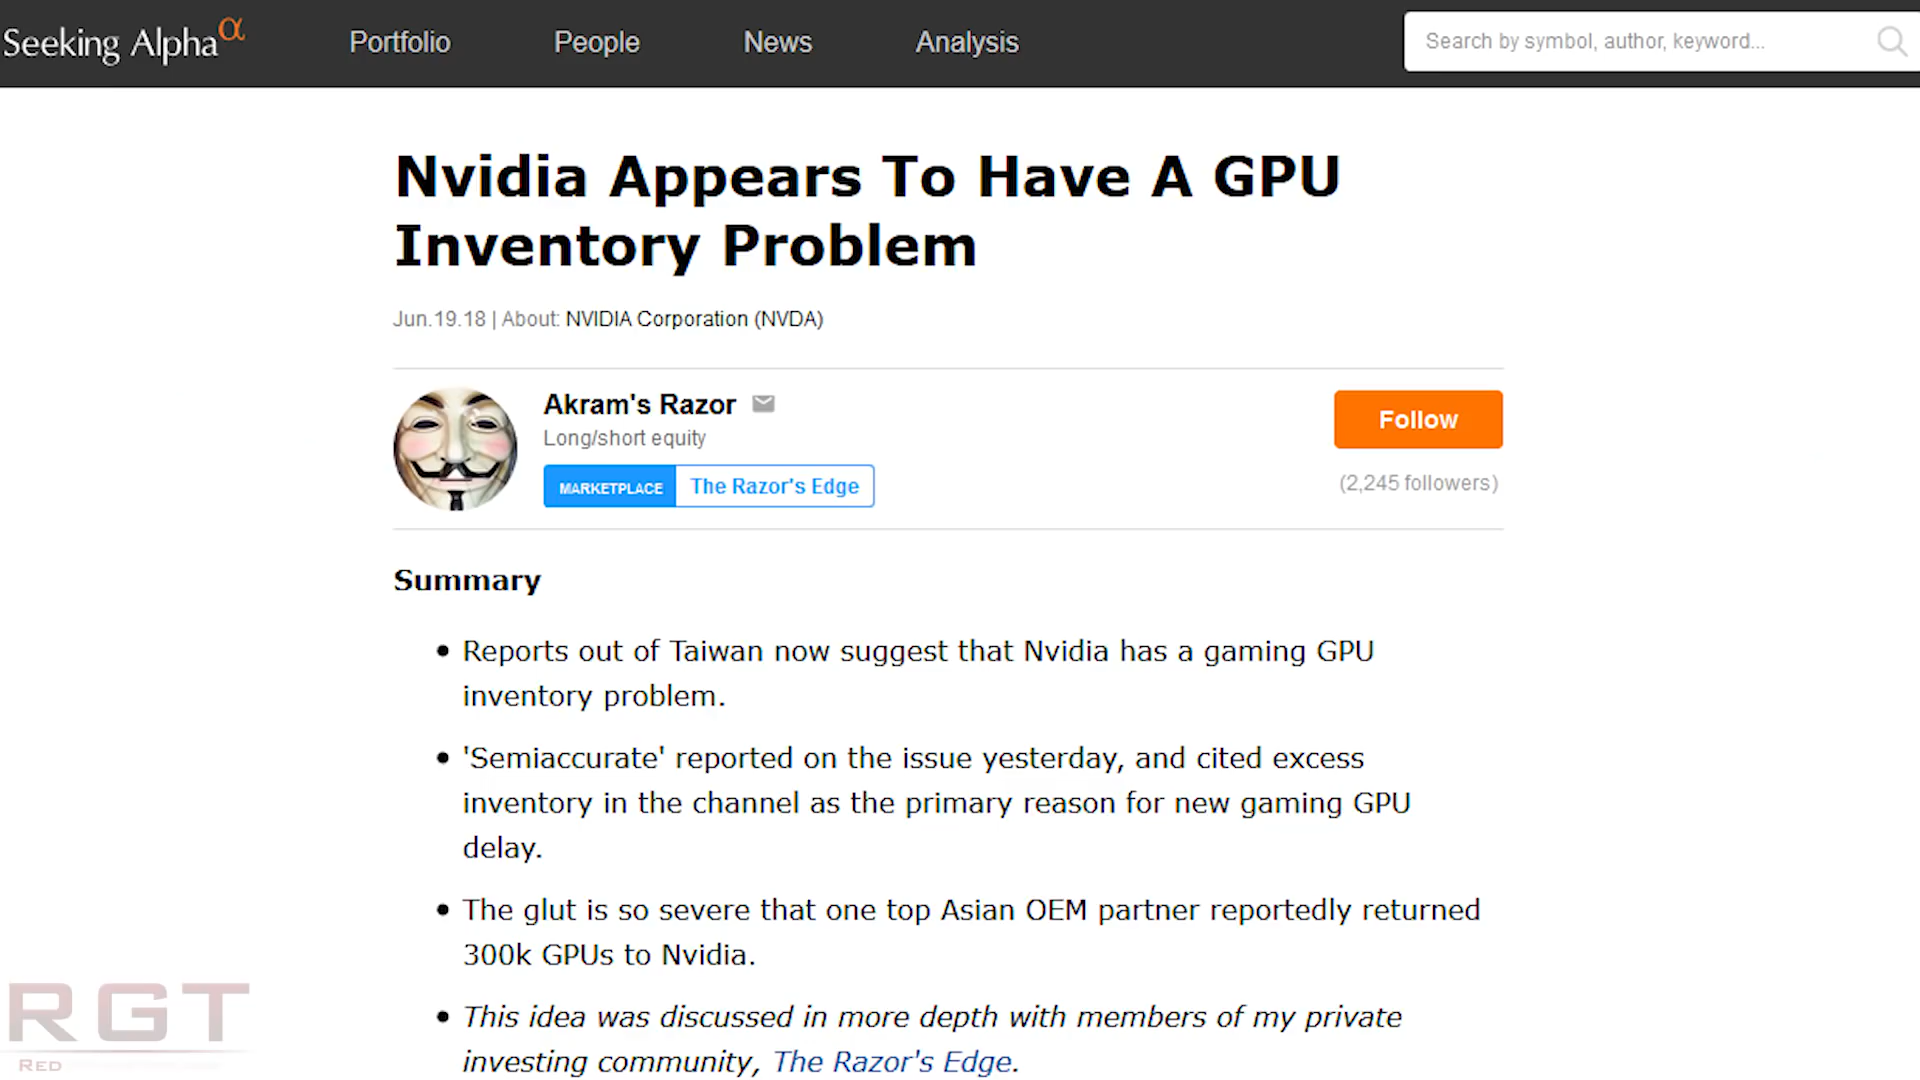 Seeking Alpha α
Portfolio
People
News
Analysis
Search by symbol, author, keyword...
Nvidia Appears To Have A GPU
Inventory Problem
Jun.19.18 | About: NVIDIA Corporation (NVDA)
Akram's Razor
Long/short equity
MARKETPLACE The Razor's Edge
Follow
(2,245 followers)
Summary
• Reports out of Taiwan now suggest that Nvidia has a gaming GPU
inventory problem.
• 'Semiaccurate' reported on the issue yesterday, and cited excess
inventory in the channel as the primary reason for new gaming GPU
delay.
• The glut is so severe that one top Asian OEM partner reportedly returned
300k GPUs to Nvidia.
• This idea was discussed in more depth with members of my private
investing community, The Razor's Edge.
RGT
RED